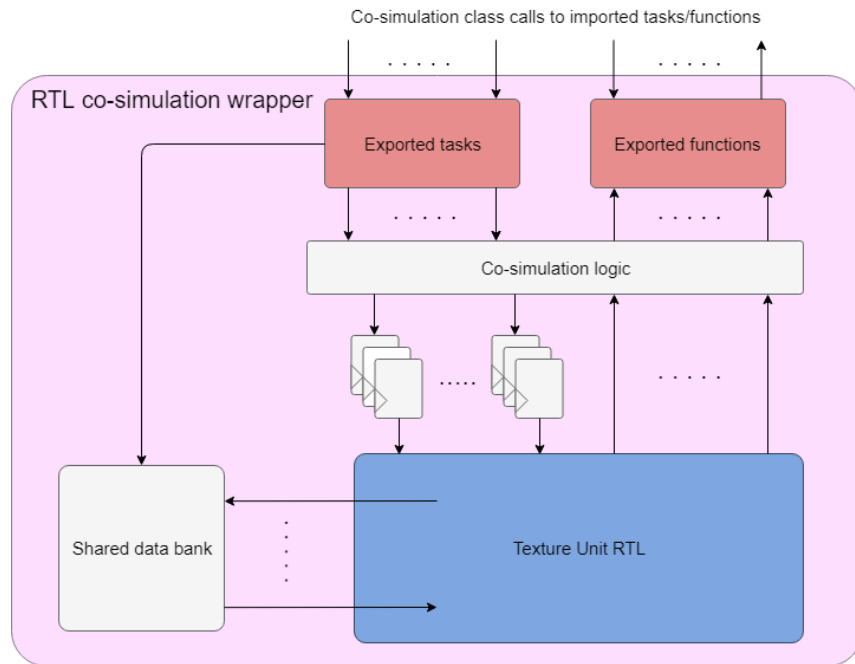 Co-simulation class calls to imported tasks/functions
RTL co-simulation wrapper
Exported tasks
Exported functions
Co-simulation logic
Shared data bank
Texture Unit RTL